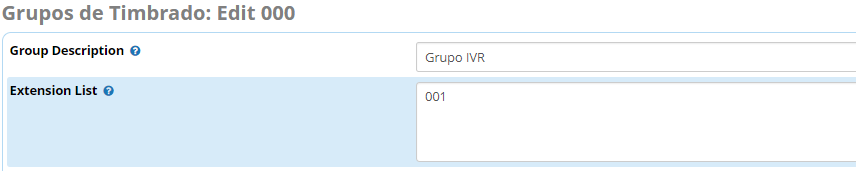 Grupos de Timbrado: Edit 000
Group Description
Grupo IVR
Extension List
001